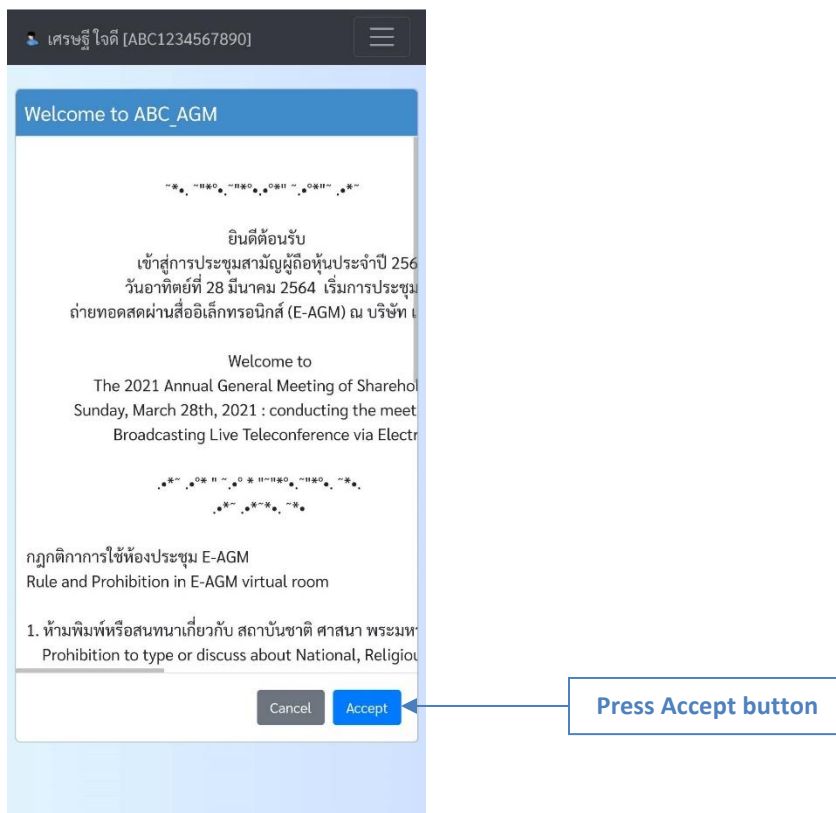 เศรษฐี ใจดี [ABC1234567890]
Welcome to ABC_AGM
ยินดีต้อนรับ
เข้าสู่การประชุมสามัญผู้ถือหุ้นประจำปี 256
วันอาทิตย์ที่ 28 มีนาคม 2564 เริ่มการประชุม
ถ่ายทอดสดผ่านสื่ออิเล็กทรอนิกส์ (E-AGM) ณ บริษัท
Welcome to
The 2021 Annual General Meeting of Sharehol
Sunday, March 28th, 2021 : conducting the meet
Broadcasting Live Teleconference via Electr
กฎกติกาการใช้ห้องประชุม E-AGM
Rule and Prohibition in E-AGM virtual room
1. ห้ามพิมพ์หรือสนทนาเกี่ยวกับ สถาบันชาติ ศาสนา พระมห
Prohibition to type or discuss about National, Religiou
Cancel Accept
Press Accept button